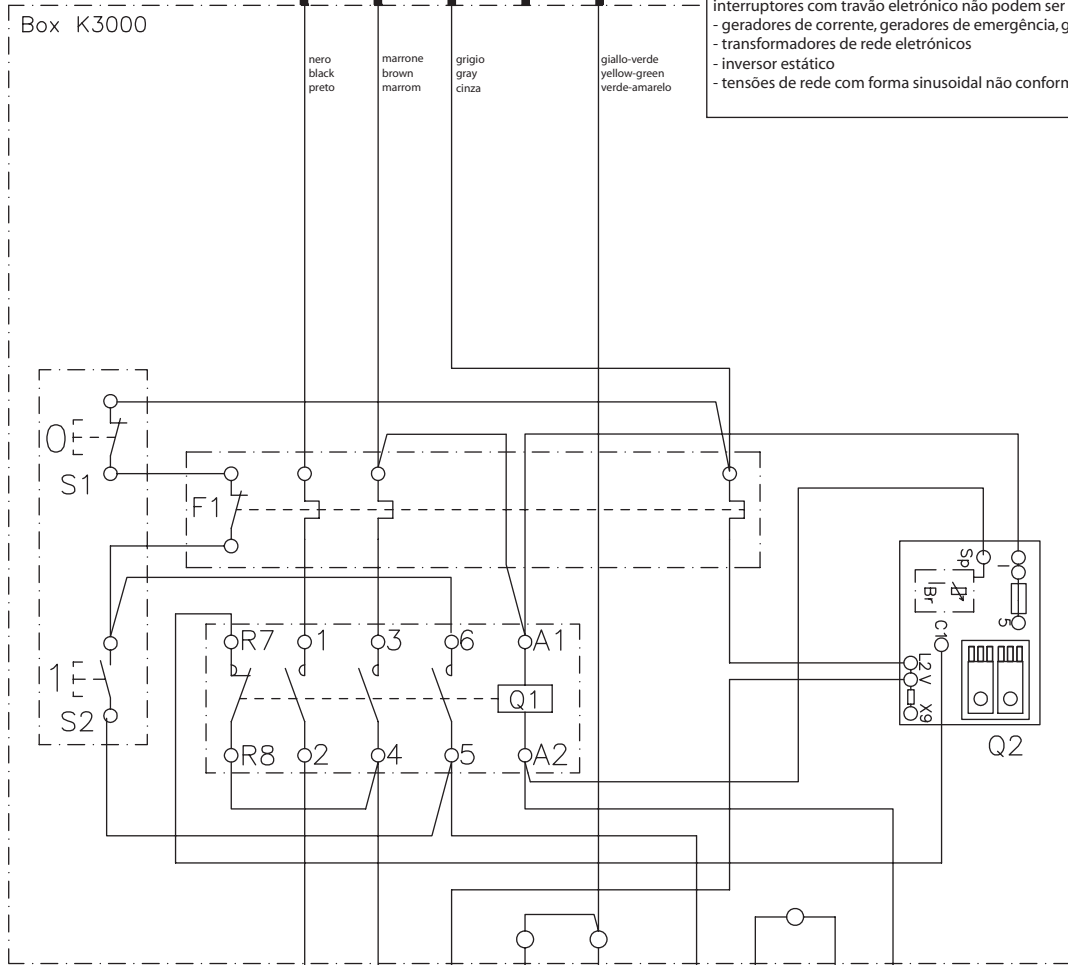 Box K3000
interruptores com travão eletrónico não podem ser
- geradores de corrente, geradores de emergência, g
- transformadores de rede eletrónicos
- inversor estático
- tensões de rede com forma sinusoidal não conform
nero
black
preto
marrone
brown
marrom
grigio
gray
cinza
giallo-verde
yellow-green
verde-amarelo
0
S1
F1
1
S2
R7
1
3
6
A1
Q1
R8
2
4
5
A2
Sp
I
IBr
5
C1
L2
V
X9
Q2